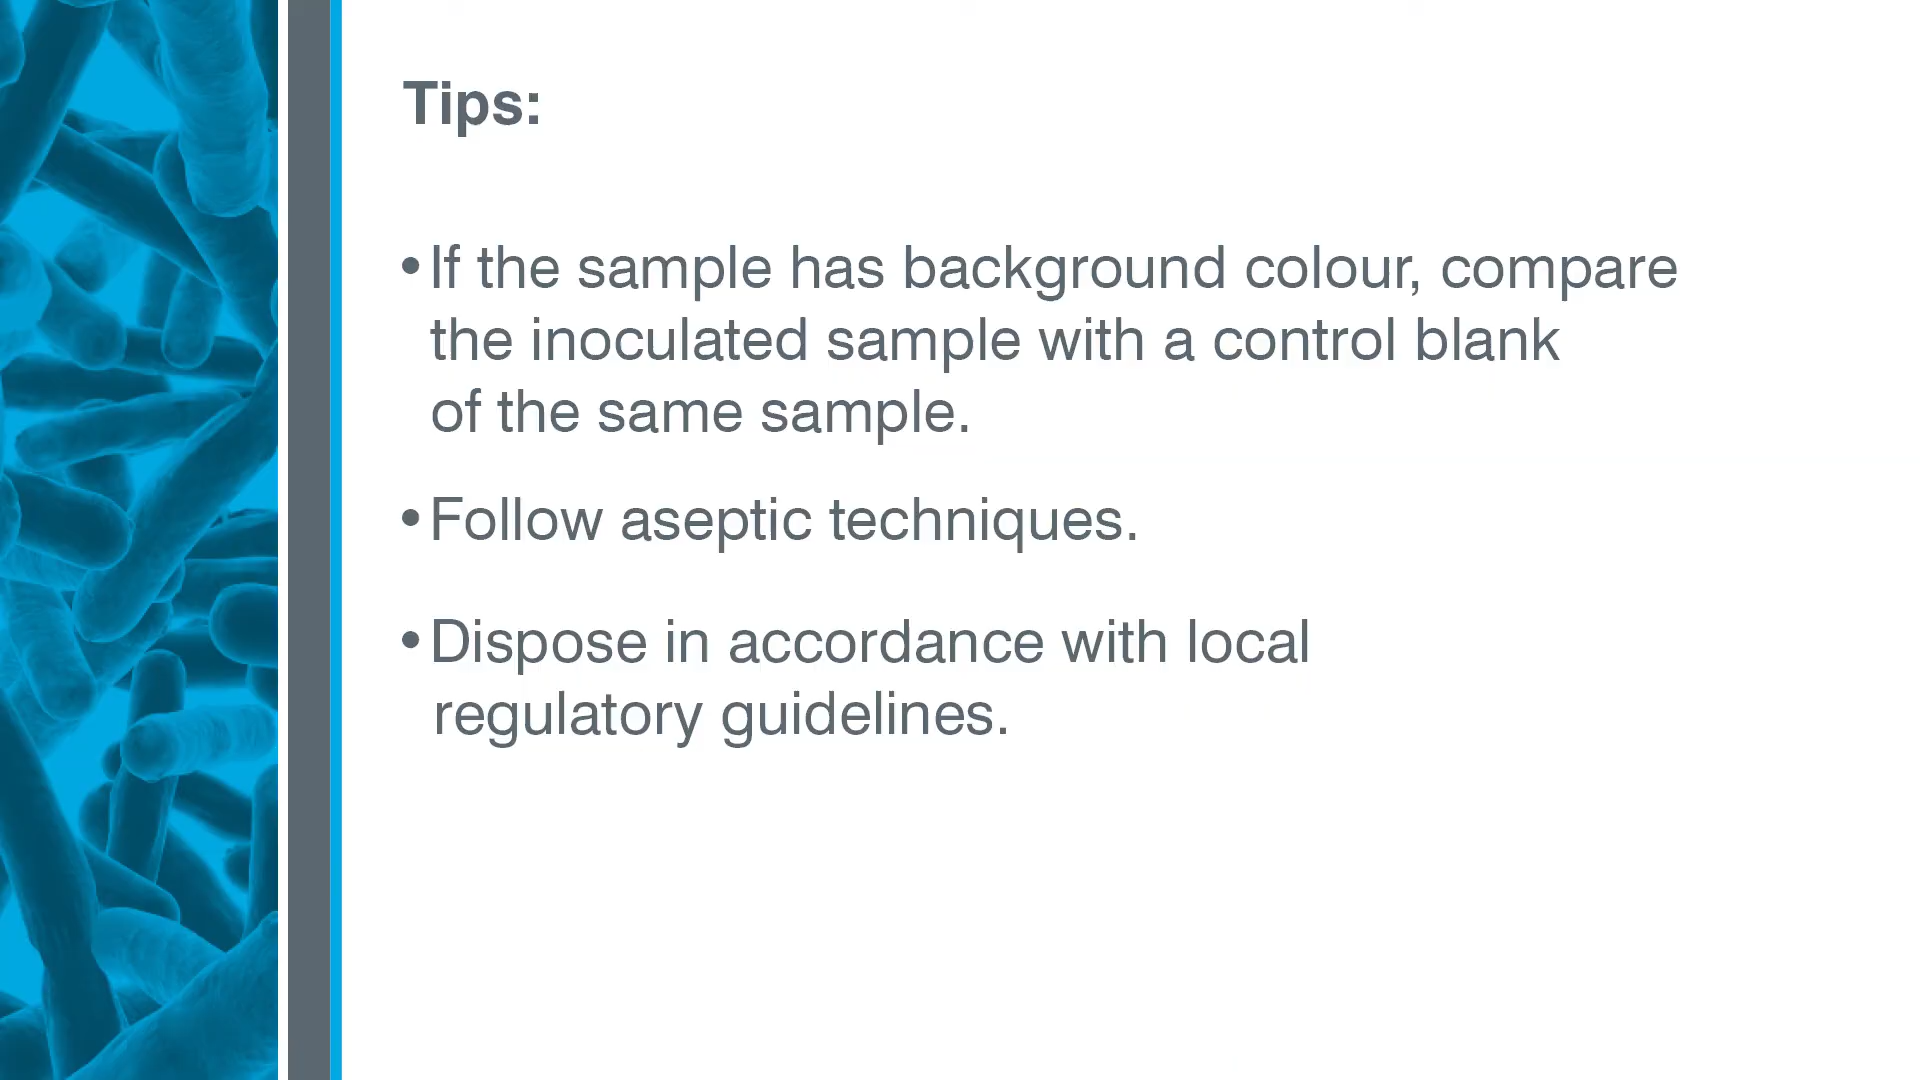 Tips:
•If the sample has background colour, compare
the inoculated sample with a control blank
of the same sample.
•Follow aseptic techniques.
•Dispose in accordance with local
regulatory guidelines.